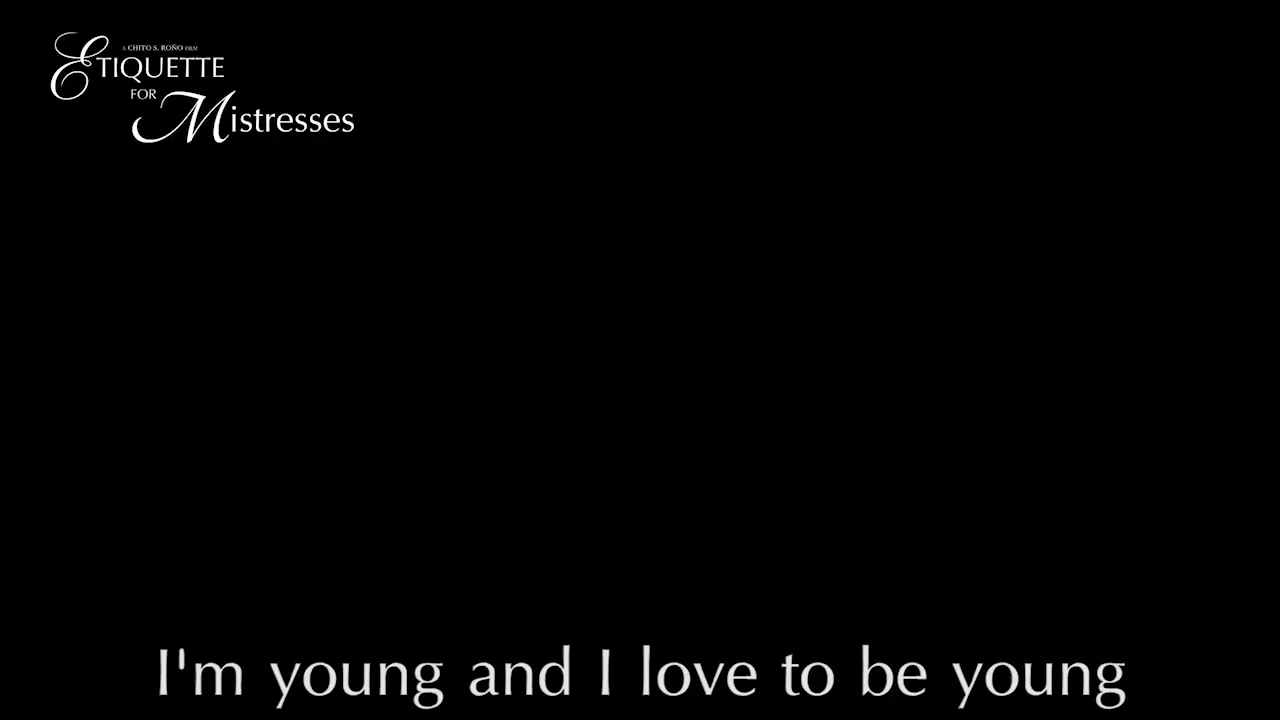 A CHITO S. ROÑO FILM
ETIQUETTE
FOR
Mistresses
I'm young and I love to be young